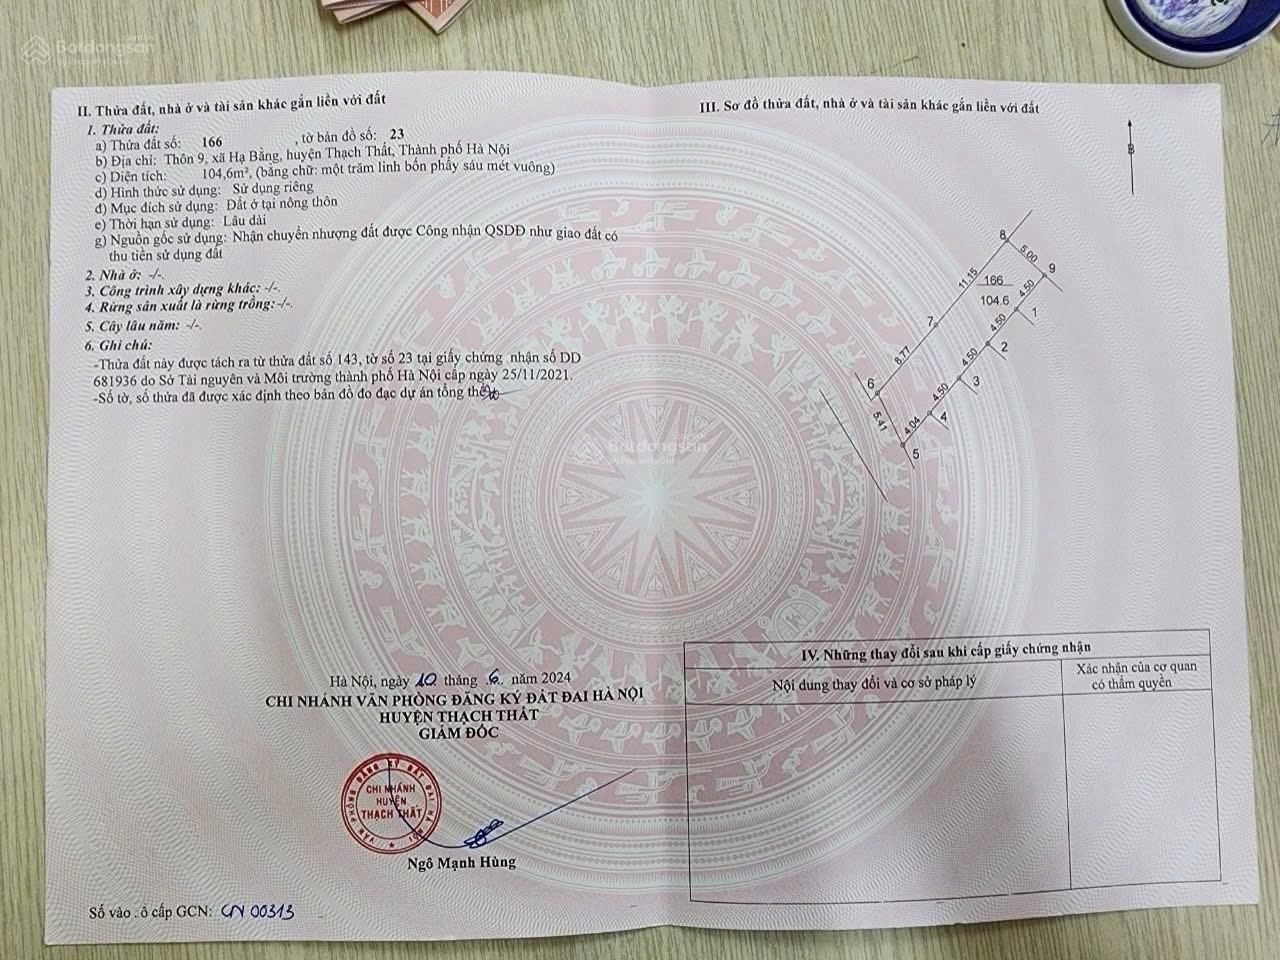 Batdongsan
by PropertyGuru
II. Thửa đất, nhà ở và tài sản khác gắn liền với đất
1. Thửa đất:
a) Thửa đất số: 166 , tờ bản đồ số: 23
b) Địa chỉ: Thôn 9, xã Hạ Bằng, huyện Thạch Thất, Thành phố Hà Nội
c) Diện tích: 104,6m², (bằng chữ: một trăm linh bốn phẩy sáu mét vuông)
d) Hình thức sử dụng: Sử dụng riêng
đ) Mục đích sử dụng: Đất ở tại nông thôn
e) Thời hạn sử dụng: Lâu dài
g) Nguồn gốc sử dụng: Nhận chuyển nhượng đất được Công nhận QSDĐ như giao đất có
thu tiền sử dụng đất
2. Nhà ở: -/-.
3. Công trình xây dựng khác: -/-.
4. Rừng sản xuất là rừng trồng:-/-.
5. Cây lâu năm: -/-.
6. Ghi chú:
-Thửa đất này được tách ra từ thửa đất số 143, tờ số 23 tại giấy chứng nhận số DD
681936 do Sở Tài nguyên và Môi trường thành phố Hà Nội cấp ngày 25/11/2021.
-Số tờ, số thửa đã được xác định theo bản đồ đo đạc dự án tổng thể
Hà Nội, ngày 10 tháng 6 năm 2024
CHI NHÁNH VĂN PHÒNG ĐĂNG KÝ ĐẤT ĐAI HÀ NỘI
HUYỆN THẠCH THẤT
GIÁM ĐỐC
VĂN PHÒNG ĐĂNG KÝ ĐẤT ĐAI HÀ NỘI
CHI NHÁNH
HUYỆN
THẠCH THẤT
Ngô Mạnh Hùng
Số vào ổ cấp GCN: CN 00313
III. Sơ đồ thửa đất, nhà ở và tài sản khác gắn liền với đất
B
8
5.00
9
11.15
166
104.6
4.50
1
7
4.50
2
8.77
4.50
3
6
4.50
4
5.41
4.04
5
Batdongsan
by PropertyGuru
IV. Những thay đổi sau khi cấp giấy chứng nhận
Nội dung thay đổi và cơ sở pháp lý
Xác nhận của cơ quan
có thẩm quyền